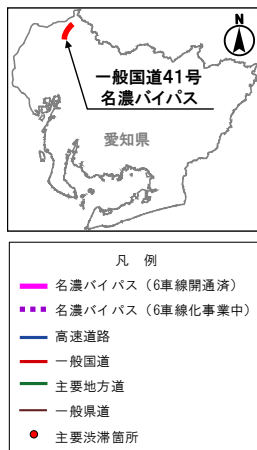 N
一般国道41号
名濃バイパス
愛知県
凡 例
名濃バイパス（6車線開通済）
名濃バイパス（6車線化事業中）
高速道路
一般国道
主要地方道
一般県道
主要渋滞箇所